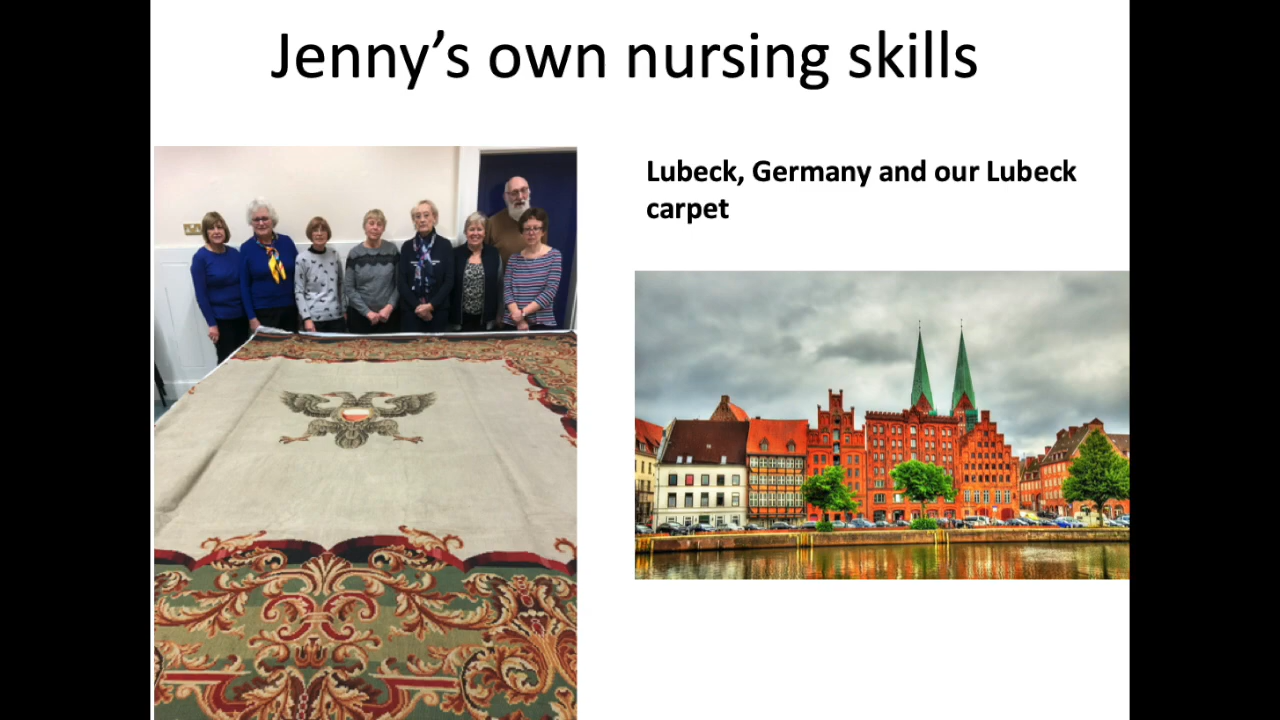 Jenny’s own nursing skills
Lubeck, Germany and our Lubeck
carpet